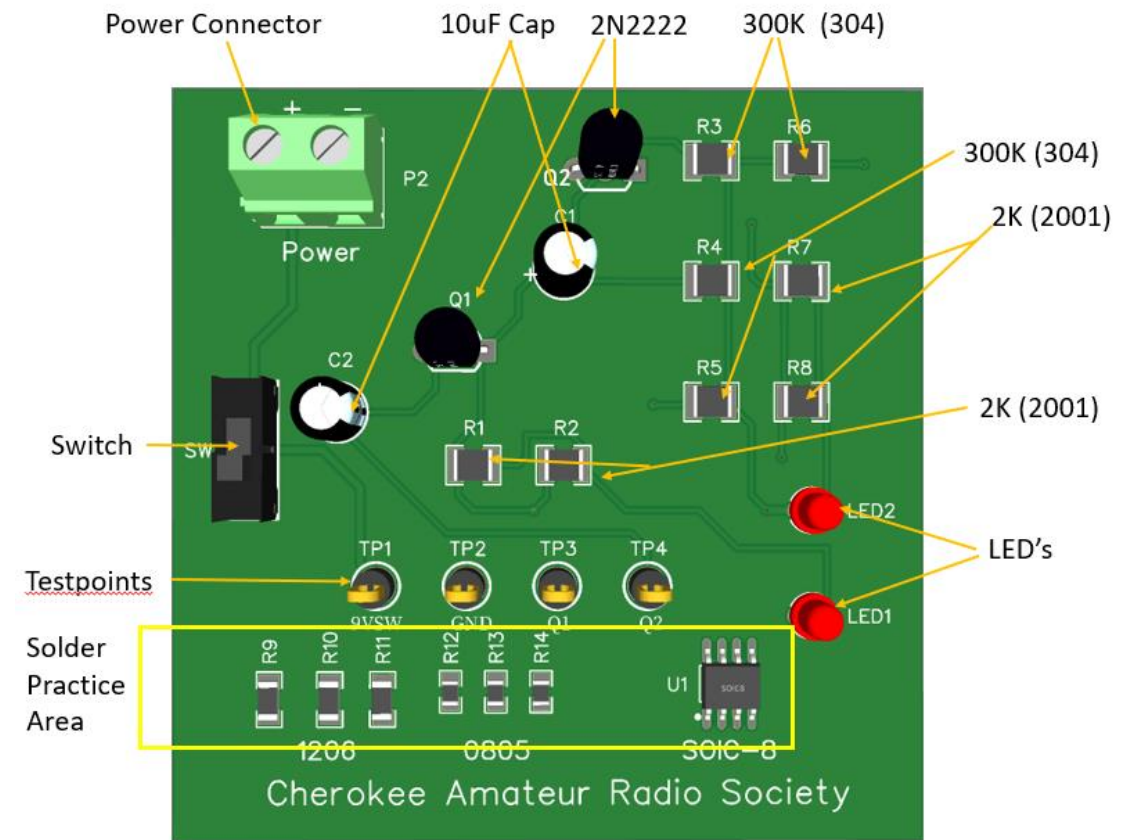 Power Connector
10uF Cap
2N2222
300K (304)
+ −
R3
R6
300K (304)
P2
Q2
C1
2K (2001)
Power
R4
R7
+
Q1
C2
R5
R8
2K (2001)
Switch
SW
R1
R2
LED2
LED's
TP1
TP2
TP3
TP4
Testpoints
9VSW
GND
Q1
Q2
LED1
Solder
Practice
Area
R9
R10
R11
R12
R13
R14
U1
SOIC8
1206
0805
SOIC-8
Cherokee Amateur Radio Society